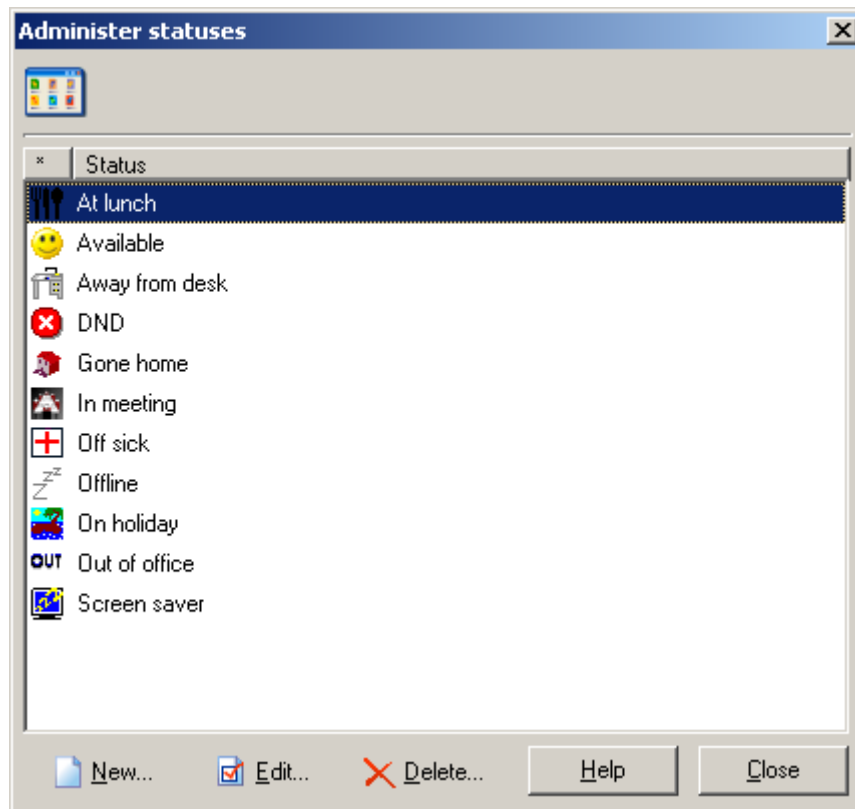 Administer statuses
* Status
At lunch
Available
Away from desk
DND
Gone home
In meeting
Off sick
Offline
On holiday
OUT Out of office
Screen saver
New... Edit... Delete... Help Close